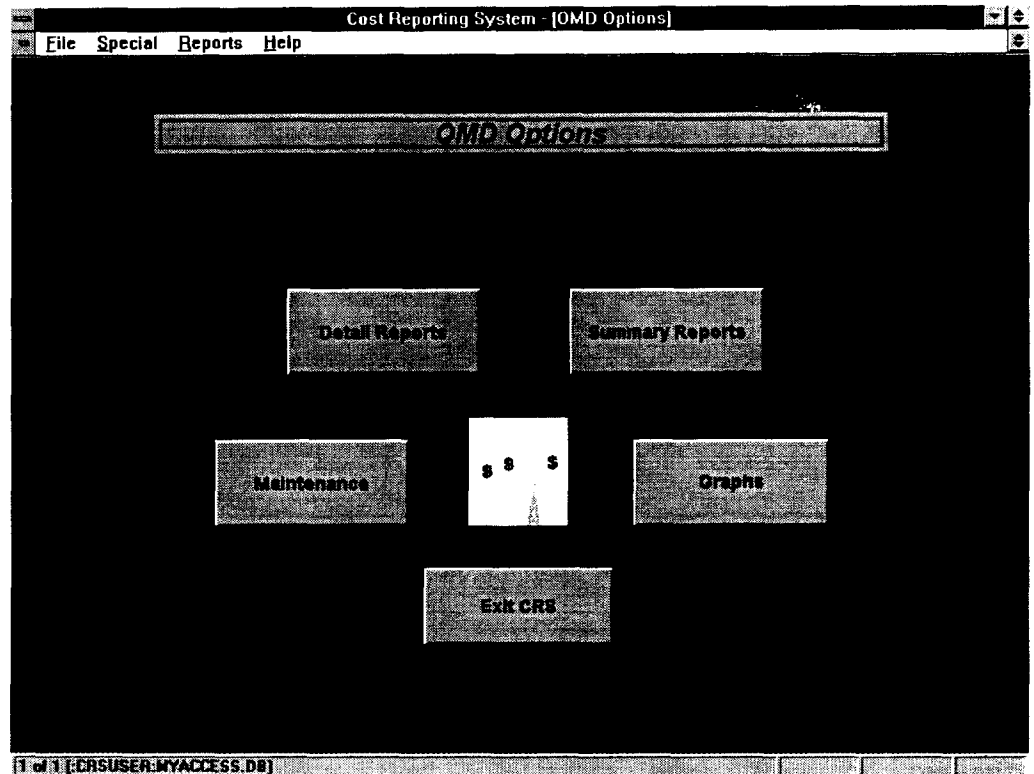 Cost Reporting System - [OMD Options]
File Special Reports Help
OMD Options
Detail Reports
Summary Reports
Maintenance
$ $ $
Graphs
Exit CRS
1 of 1 [:CRSUSER:MYACCESS.DB]